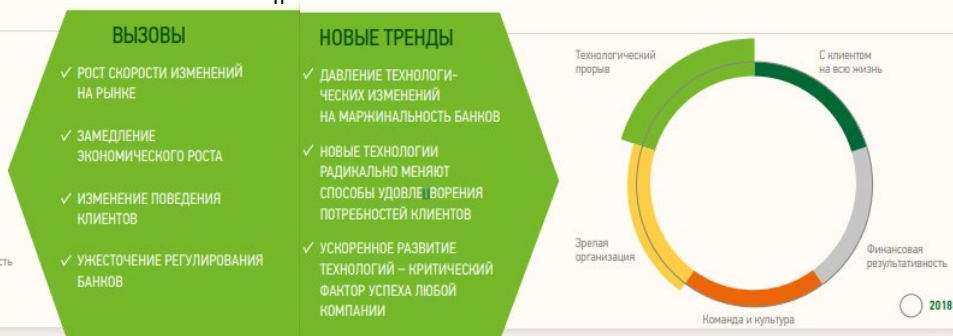 ВЫЗОВЫ
✓ РОСТ СКОРОСТИ ИЗМЕНЕНИЙ
НА РЫНКЕ
✓ ЗАМЕДЛЕНИЕ
ЭКОНОМИЧЕСКОГО РОСТА
✓ ИЗМЕНЕНИЕ ПОВЕДЕНИЯ
КЛИЕНТОВ
✓ УЖЕСТОЧЕНИЕ РЕГУЛИРОВАНИЯ
БАНКОВ
НОВЫЕ ТРЕНДЫ
✓ ДАВЛЕНИЕ ТЕХНОЛОГИ-
ЧЕСКИХ ИЗМЕНЕНИЙ
НА МАРЖИНАЛЬНОСТЬ БАНКОВ
✓ НОВЫЕ ТЕХНОЛОГИИ
РАДИКАЛЬНО МЕНЯЮТ
СПОСОБЫ УДОВЛЕТВОРЕНИЯ
ПОТРЕБНОСТЕЙ КЛИЕНТОВ
✓ УСКОРЕННОЕ РАЗВИТИЕ
ТЕХНОЛОГИЙ – КРИТИЧЕСКИЙ
ФАКТОР УСПЕХА ЛЮБОЙ
КОМПАНИИ
Технологический
прорыв
С клиентом
на всю жизнь
Зрелая
организация
Финансовая
результативность
Команда и культура
2018